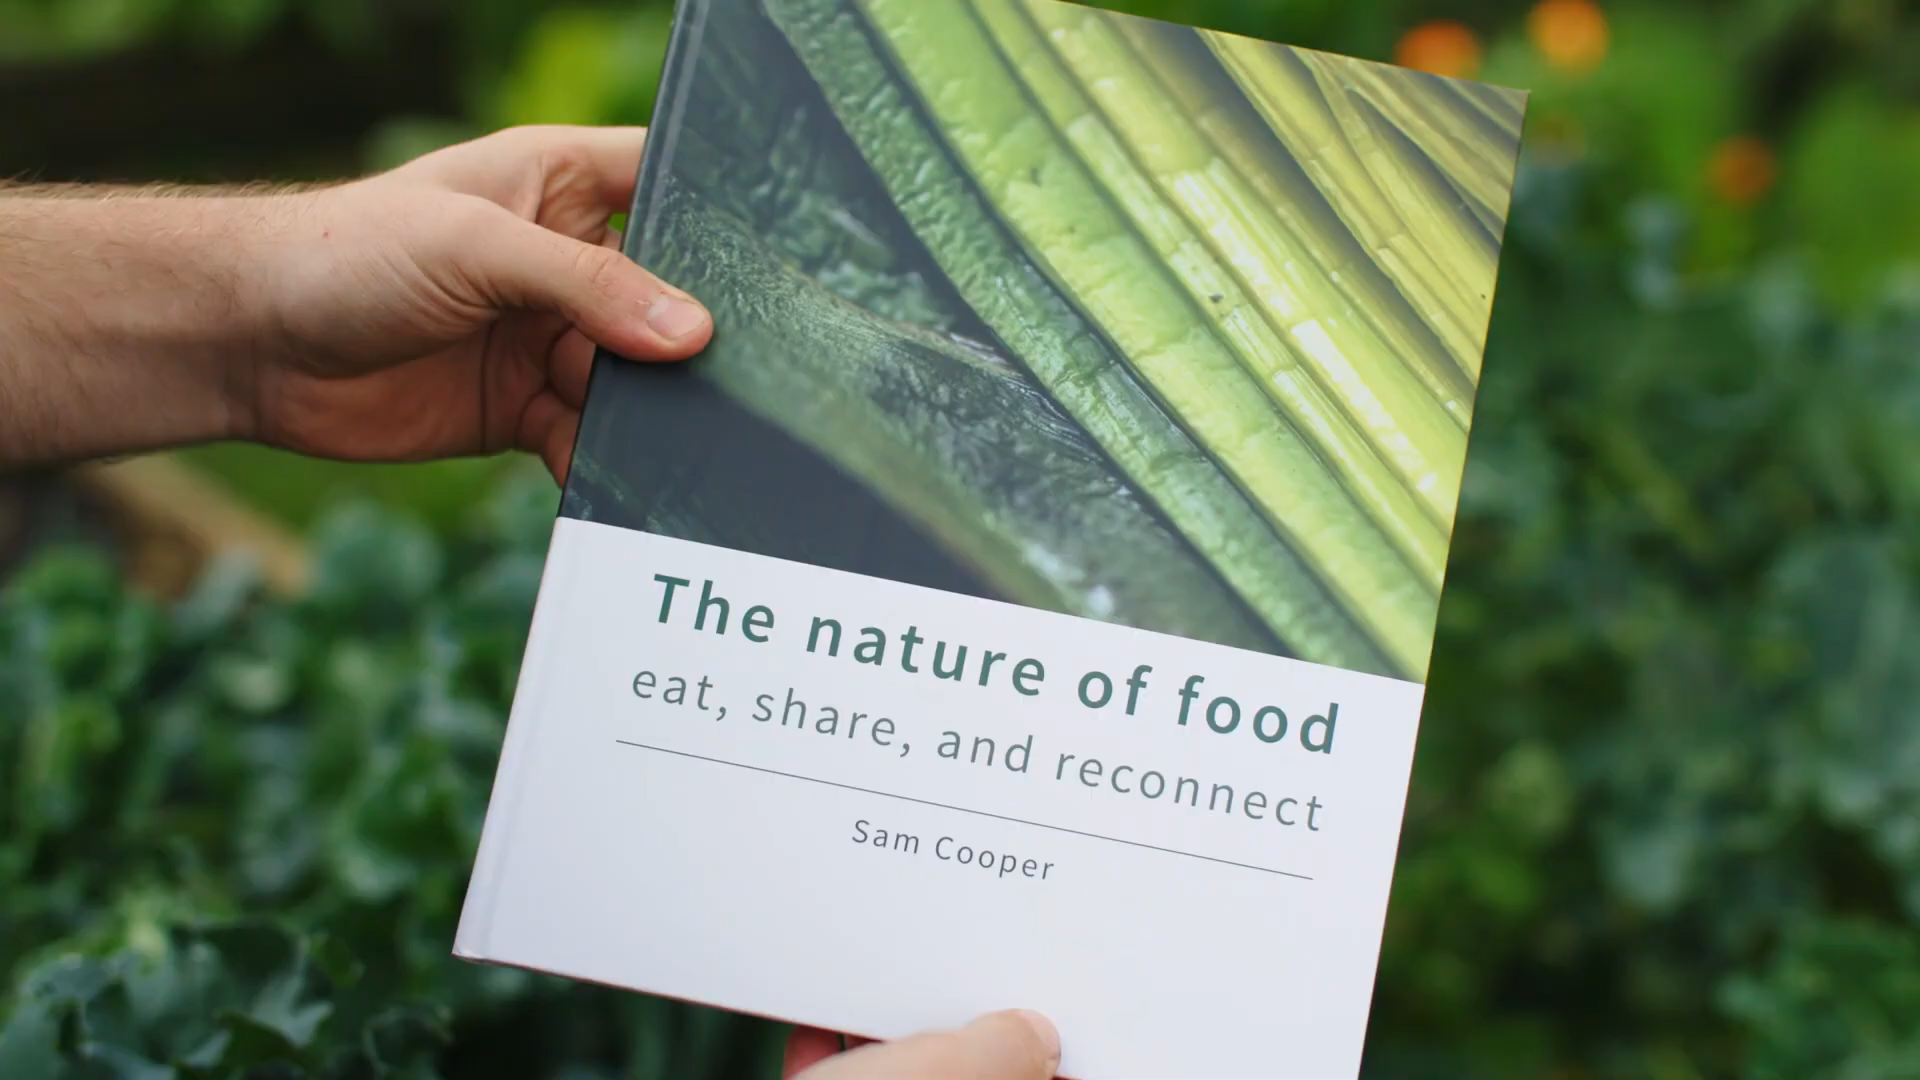 The nature of food
eat, share, and reconnect
Sam Cooper